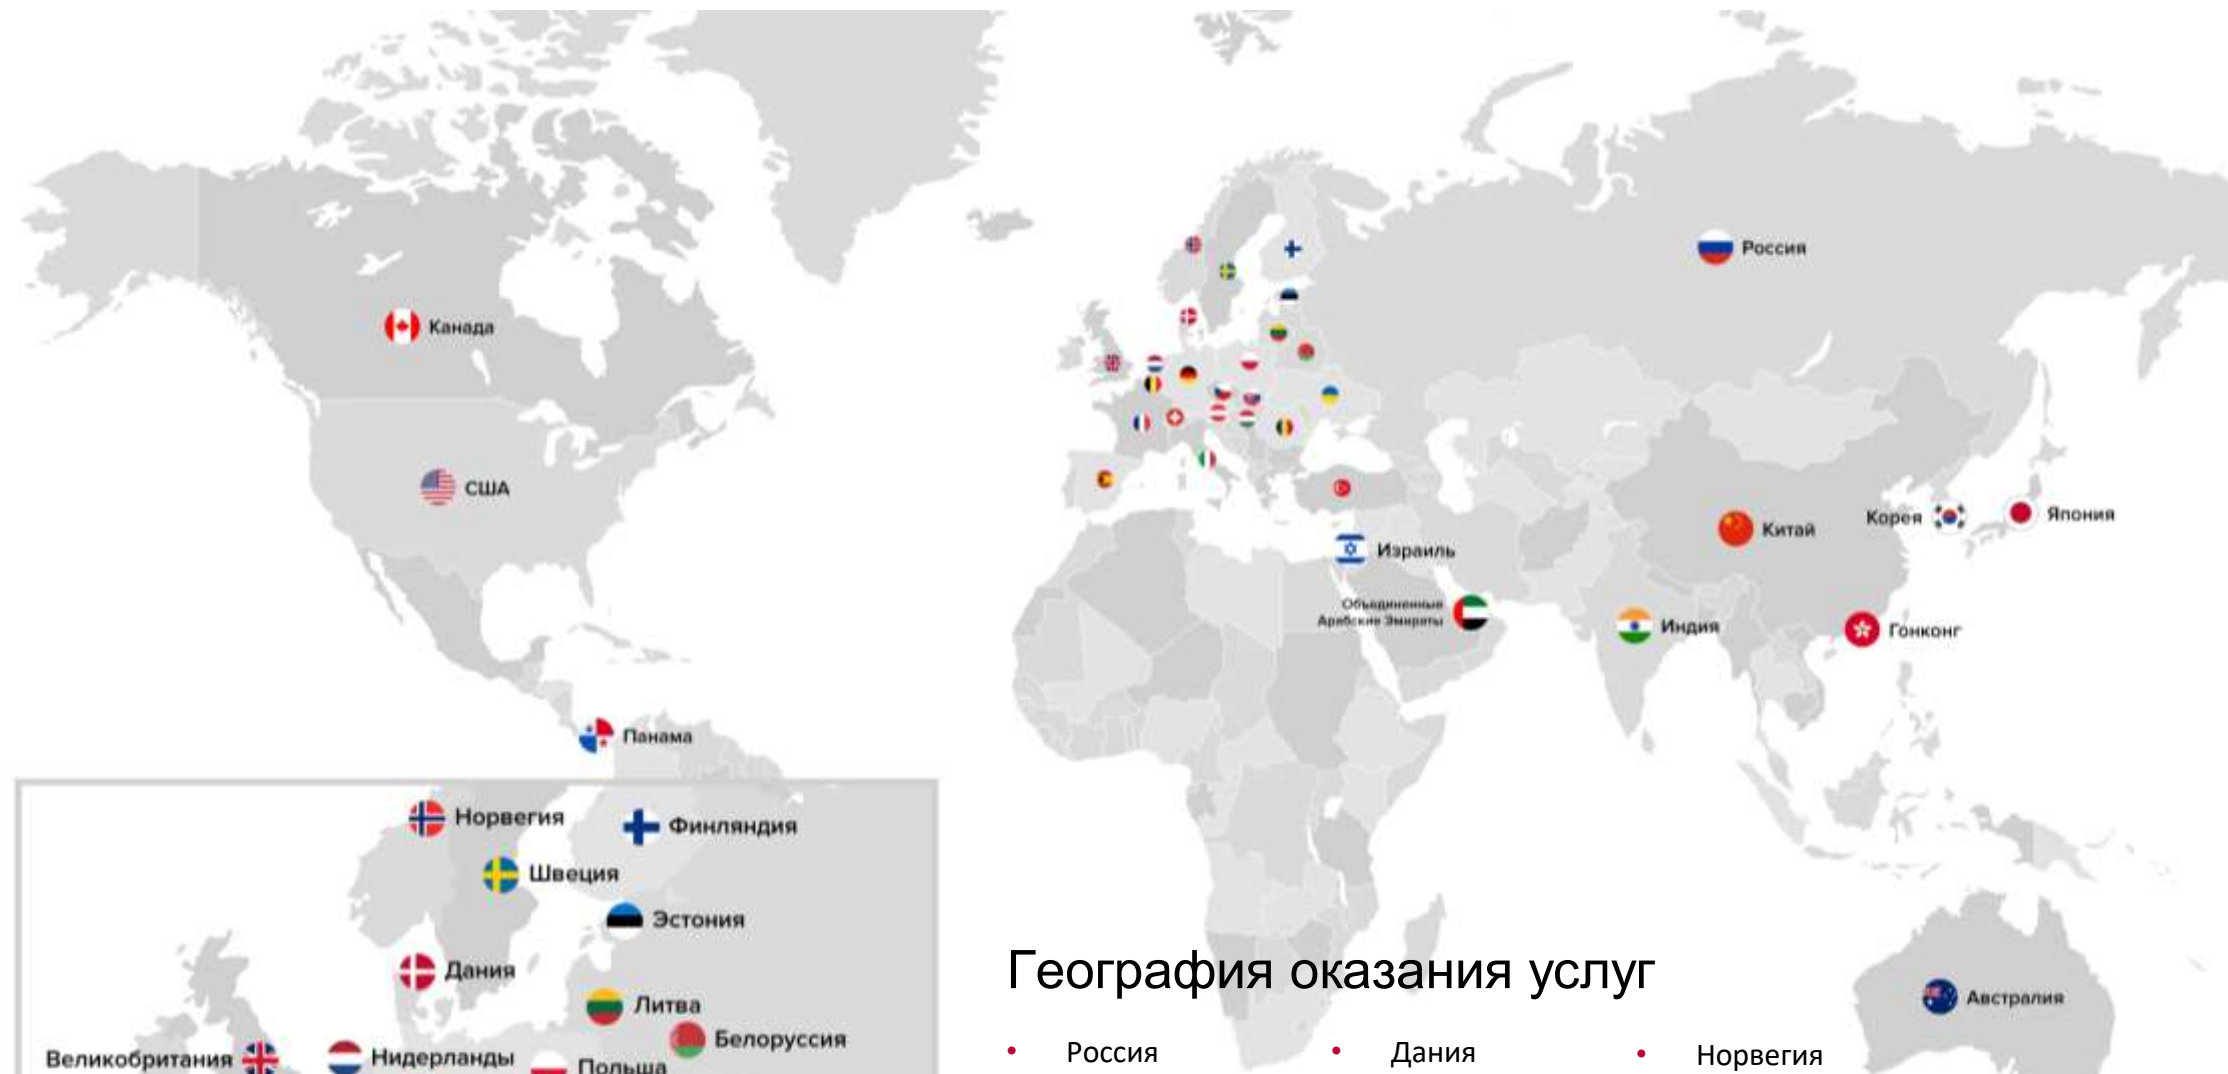 Россия
Канада
США
Китай
Корея
Япония
Израиль
Объединенные
Арабские Эмираты
Индия
Гонконг
Панама
Норвегия
Финляндия
Швеция
Эстония
Дания
Литва
Белоруссия
Великобритания
Нидерланды
Польша
Австралия
География оказания услуг
• Россия
• Дания
• Норвегия